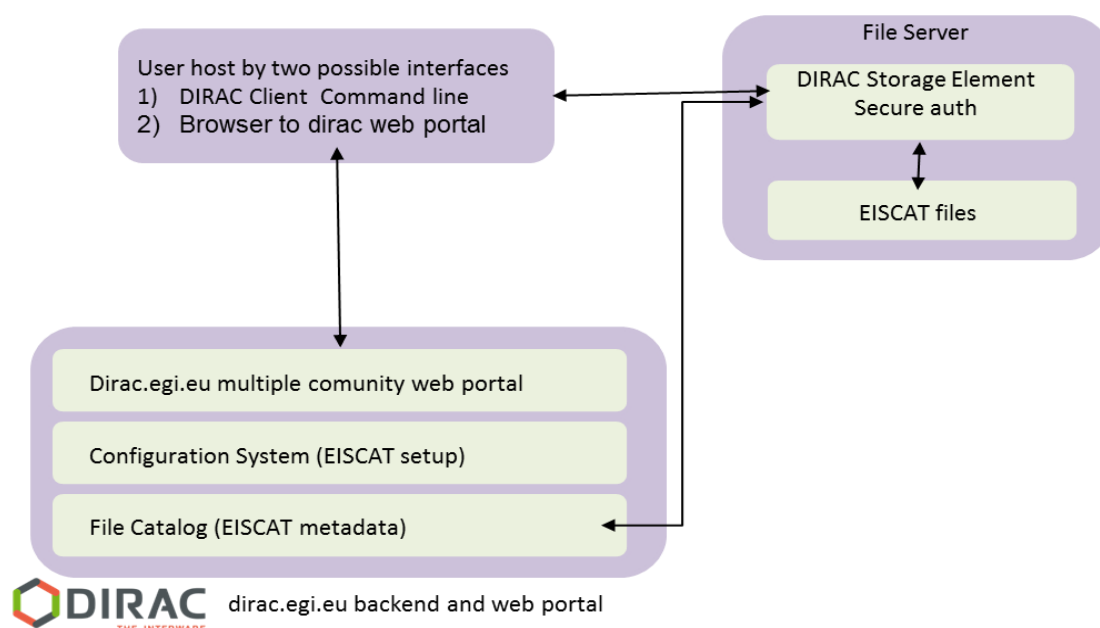 User host by two possible interfaces
1) DIRAC Client Command line
2) Browser to dirac web portal
File Server
DIRAC Storage Element
Secure auth
EISCAT files
Dirac.egi.eu multiple comunity web portal
Configuration System (EISCAT setup)
File Catalog (EISCAT metadata)
DIRAC
THE INTERWARE
dirac.egi.eu backend and web portal